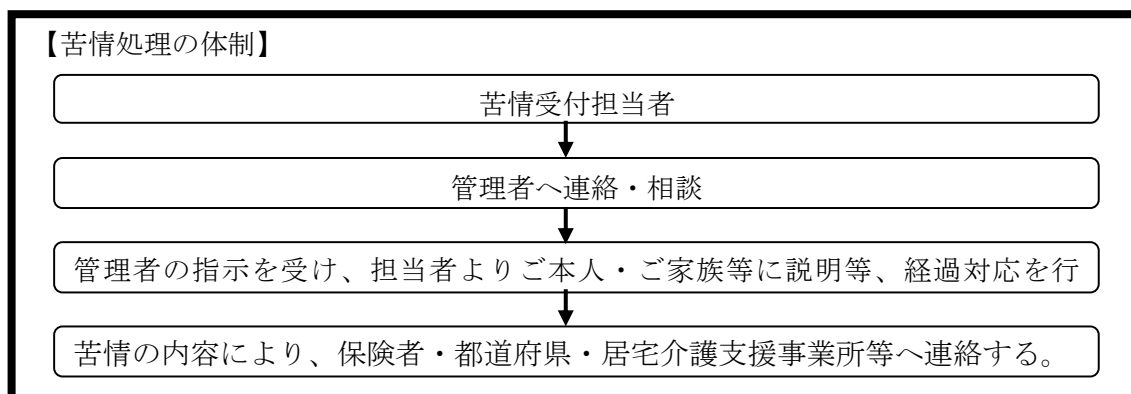 【苦情処理の体制】
苦情受付担当者
管理者へ連絡・相談
管理者の指示を受け、担当者よりご本人・ご家族等に説明等、経過対応を行
苦情の内容により、保険者・都道府県・居宅介護支援事業所等へ連絡する。